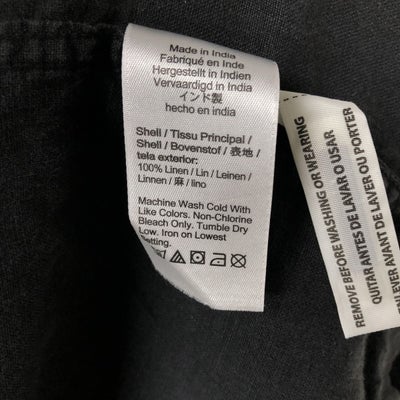 Made in India
Fabriqué en Inde
Hergestellt in Indien
Vervaardigd in India
インド製
hecho en india
Shell / Tissu Principal /
Shell / Bovenstof / 表地 /
tela exterior:
100% Linen / Lin / Leinen /
Linnen / 麻 / lino
Machine Wash Cold With
Like Colors. Non-Chlorine
Bleach Only. Tumble Dry
Low. Iron on Lowest
Setting.
REMOVE BEFORE WASHING OR WEARING
QUITAR ANTES DE LAVAR O USAR
ENLEVER AVANT DE LAVER OU PORTER